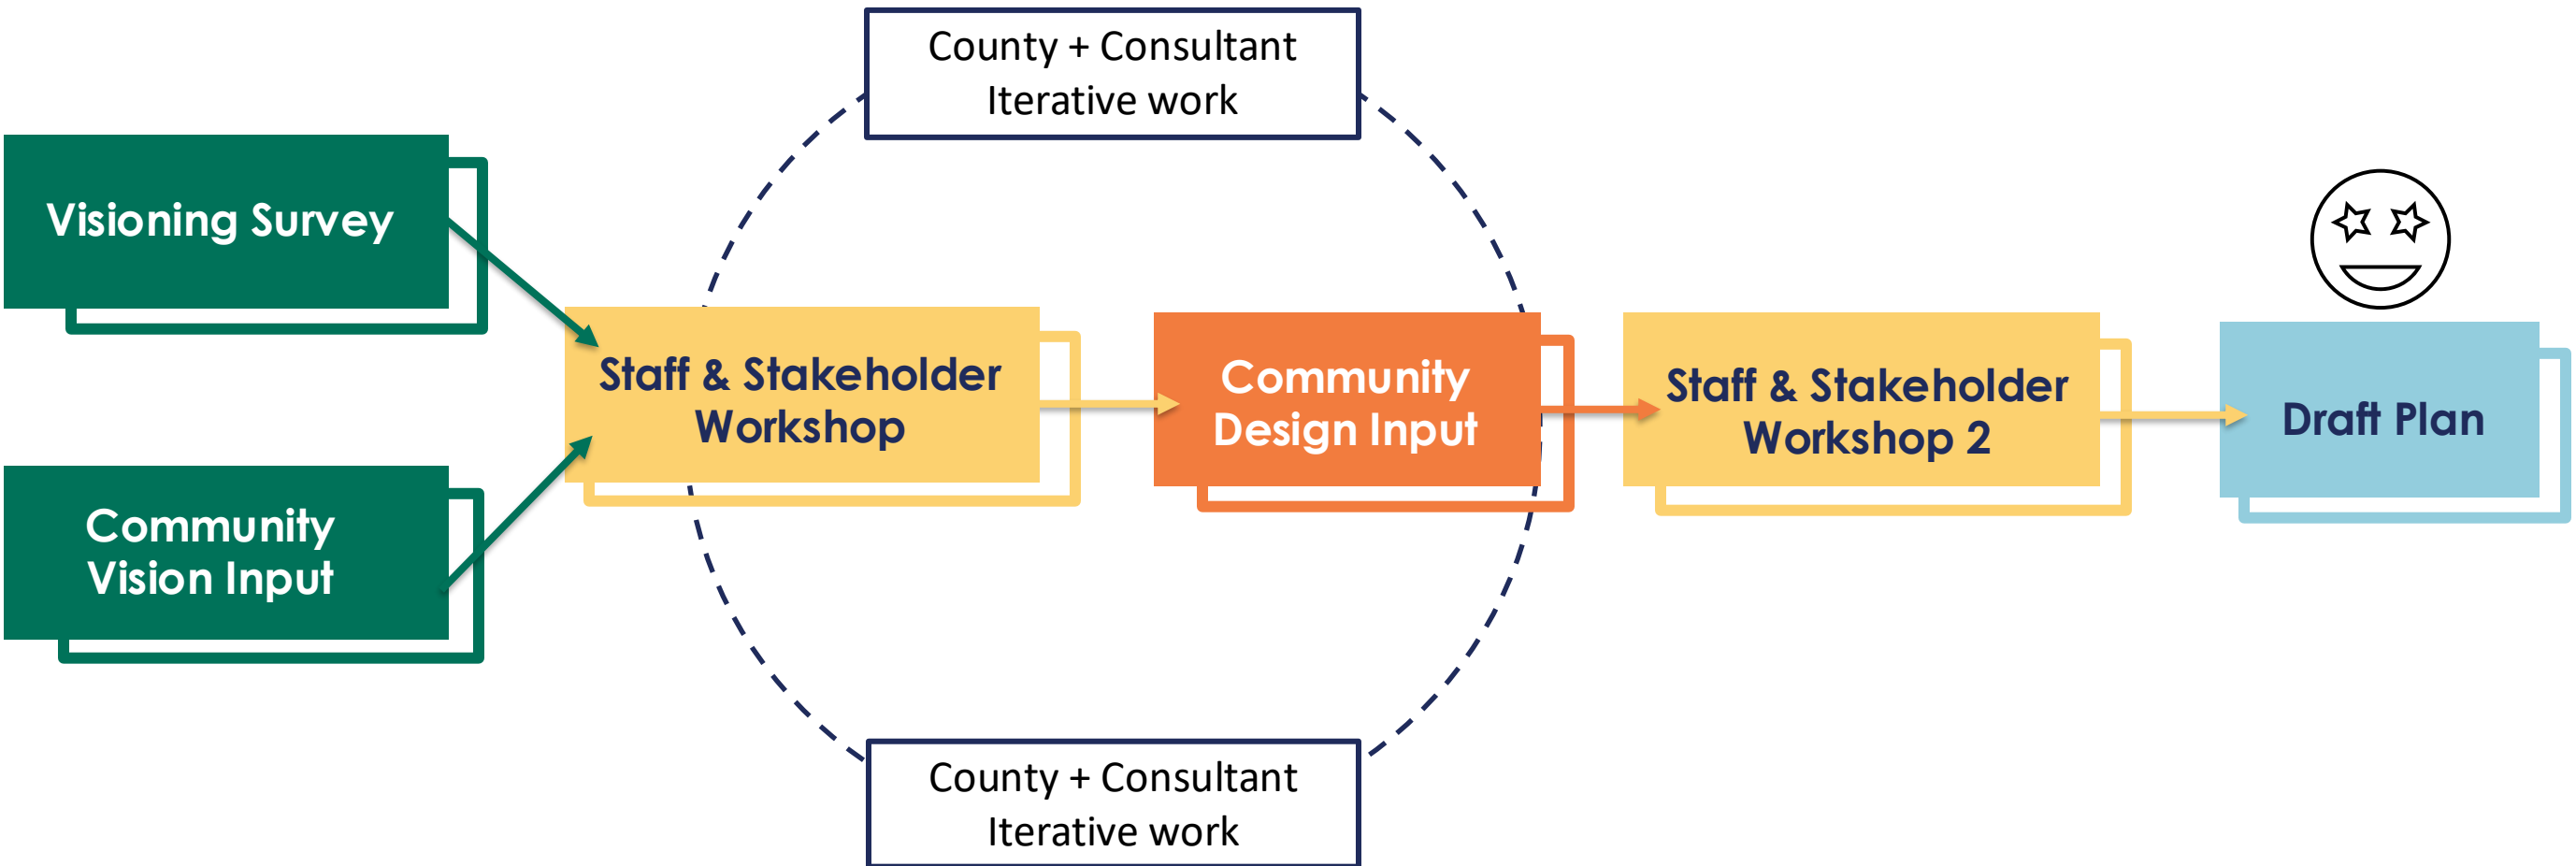 County + Consultant
Iterative work
Visioning Survey
Community
Vision Input
Staff & Stakeholder
Workshop
Community
Design Input
Staff & Stakeholder
Workshop 2
Draft Plan
County + Consultant
Iterative work